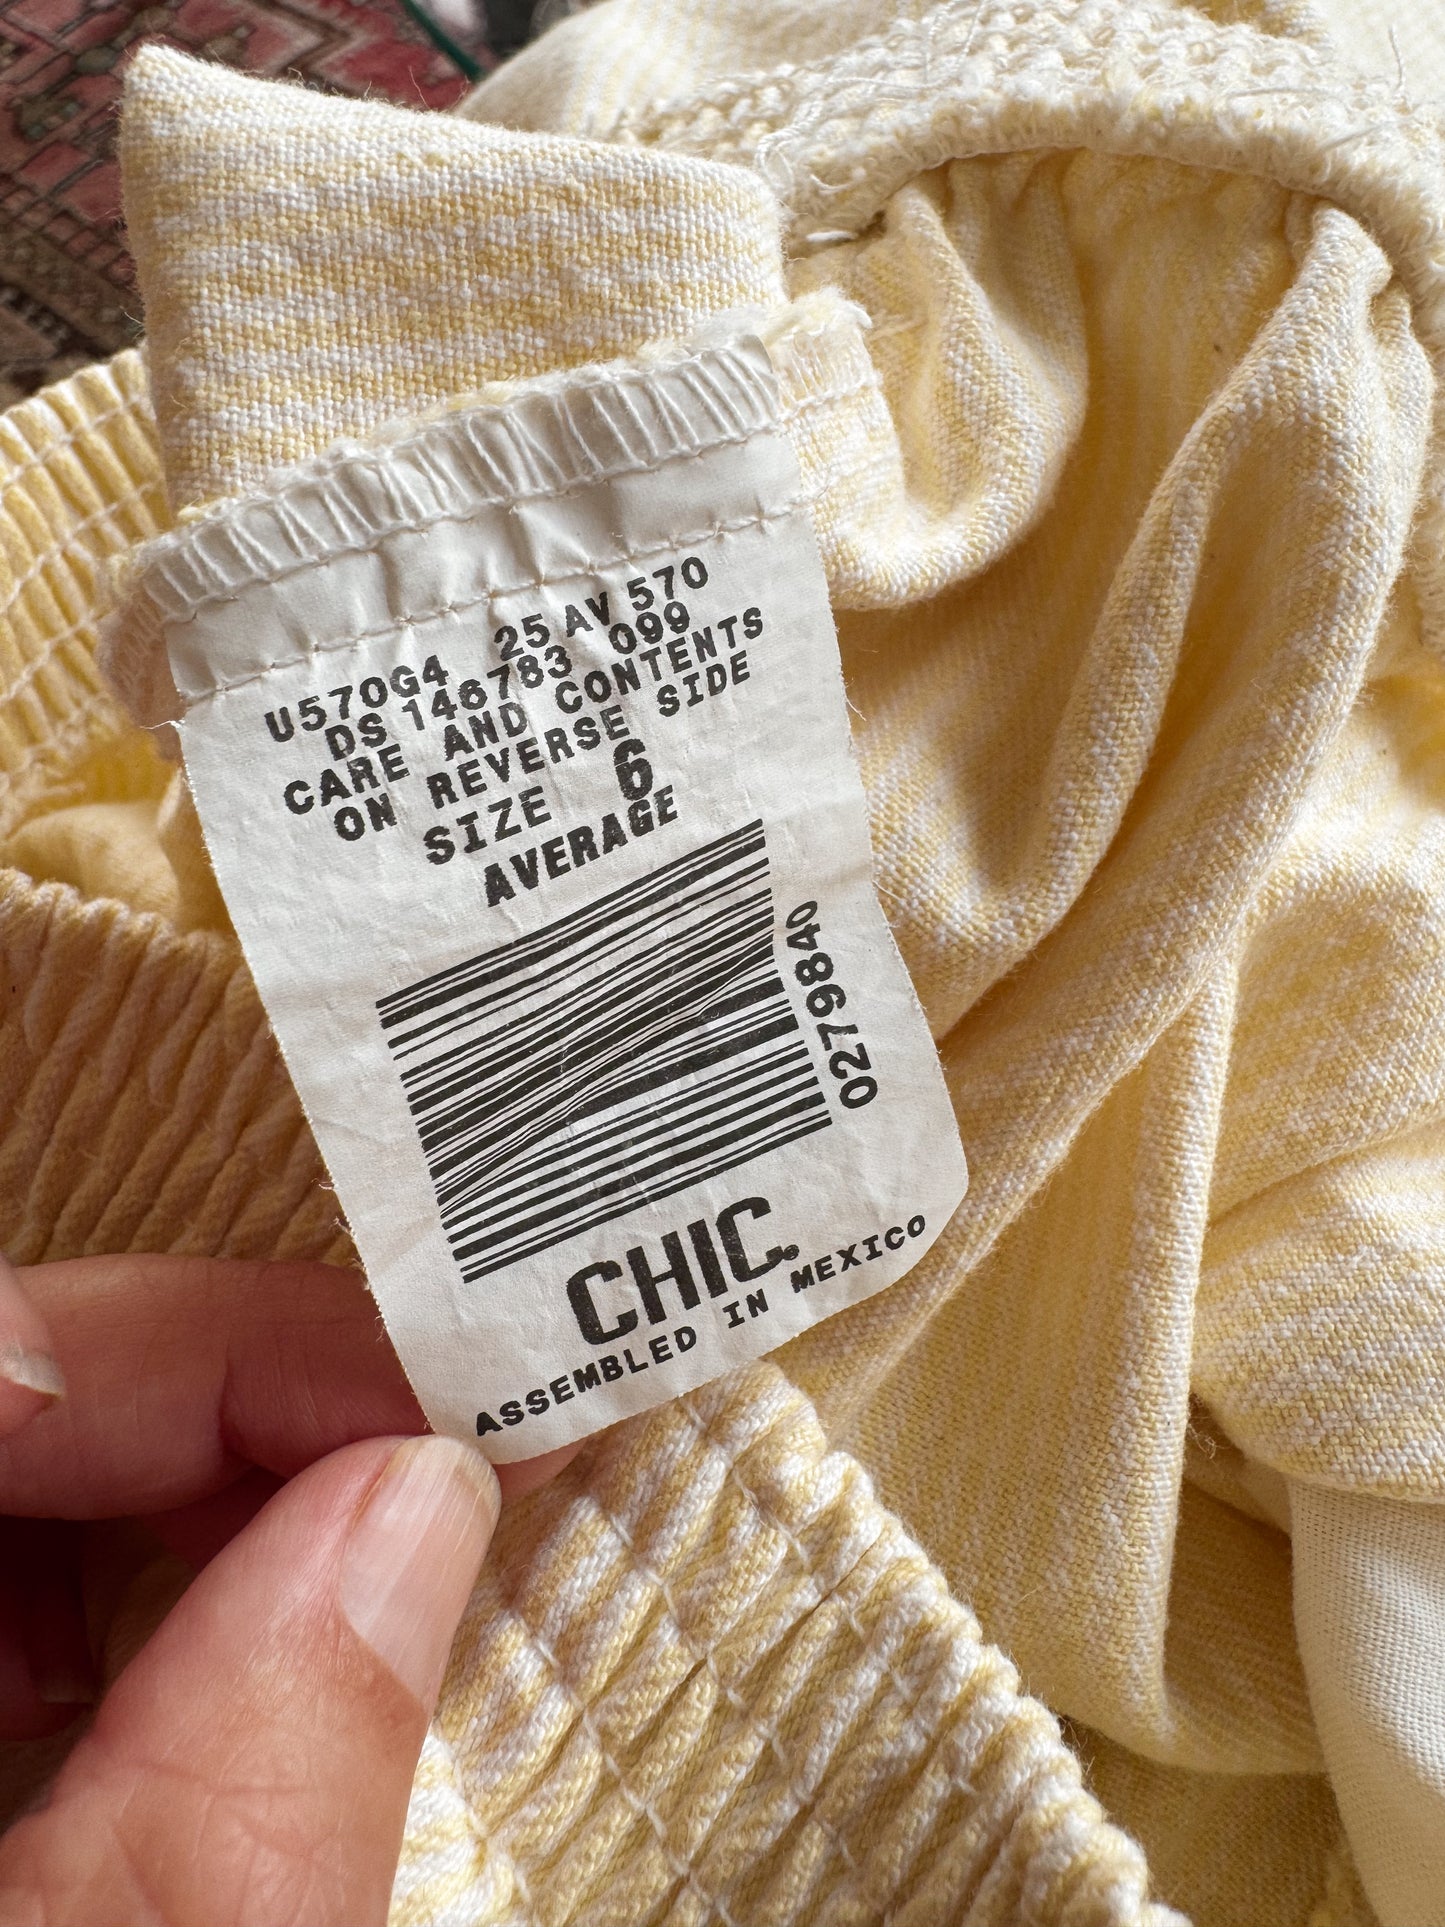 U570G4 25 AV 570
DS 146783 099
CARE AND CONTENTS
ON REVERSE SIDE
SIZE 6
AVERAGE
0279840
CHIC®
ASSEMBLED IN MEXICO